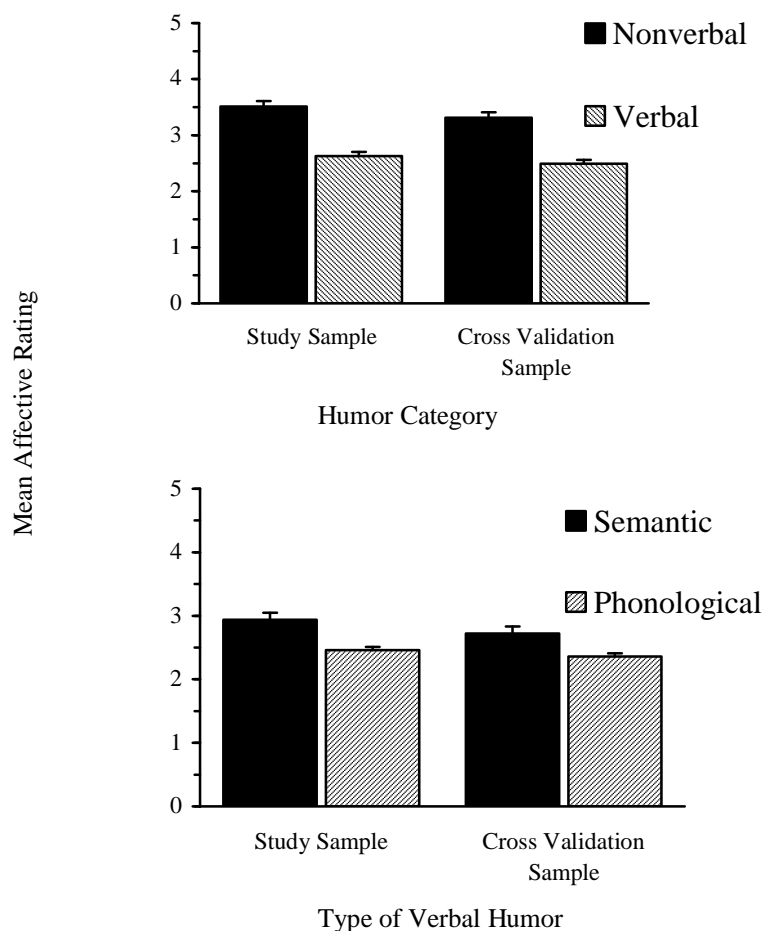 Mean Affective Rating
5
4
3
2
1
0
Nonverbal
Verbal
Study Sample
Cross Validation
Sample
Humor Category
5
4
3
2
1
0
Semantic
Phonological
Study Sample
Cross Validation
Sample
Type of Verbal Humor